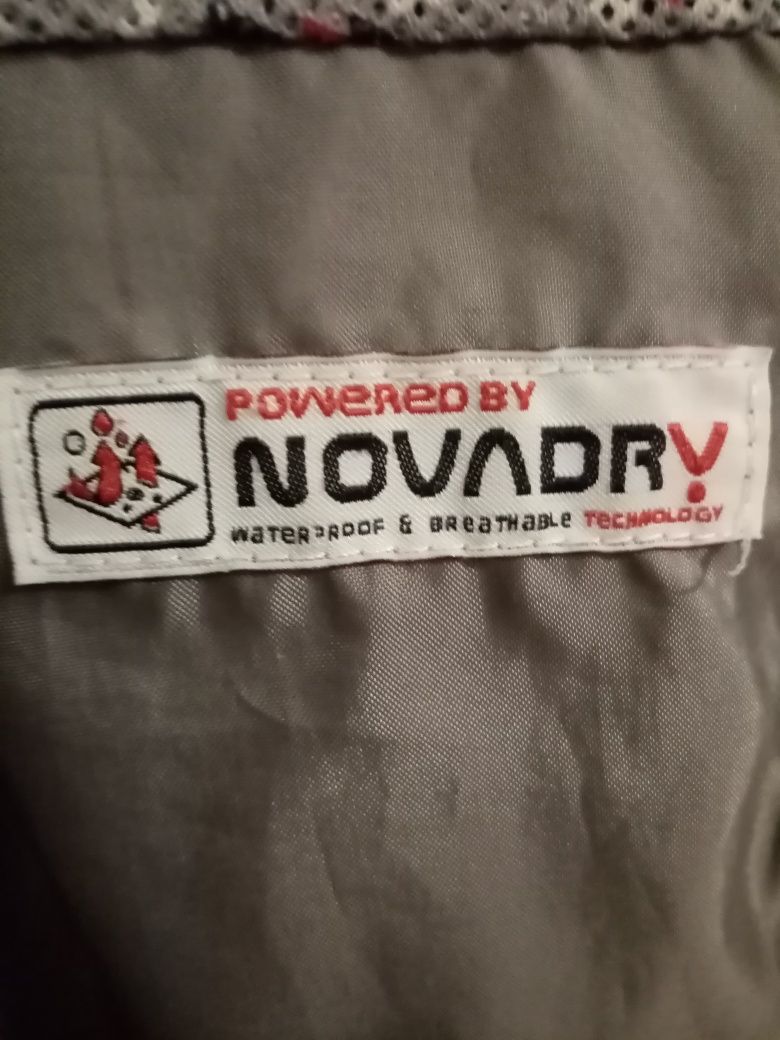 POWERED BY
NOVADRY
WATERPROOF & BREATHABLE TECHNOLOGY